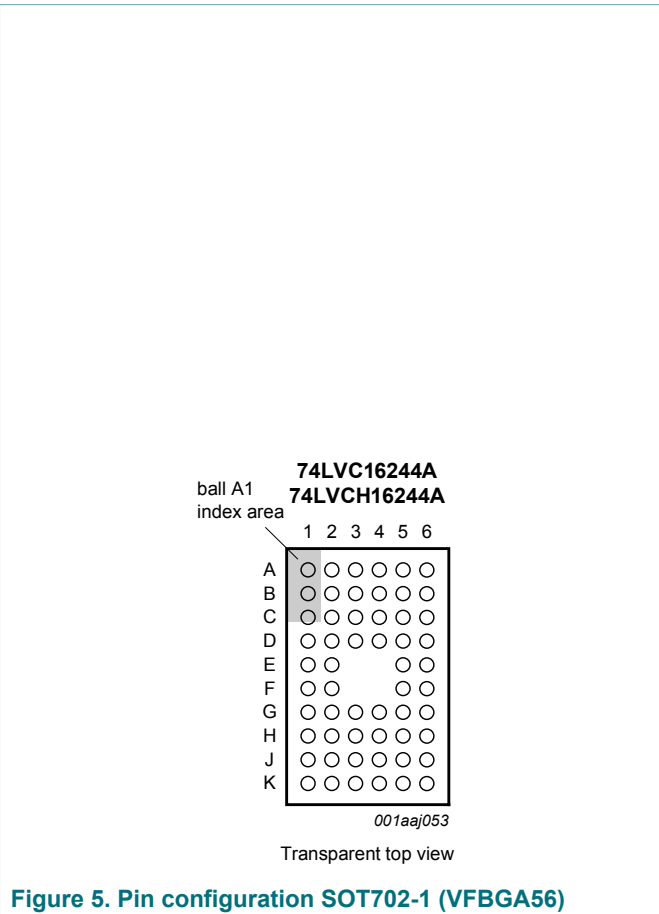 74LVC16244A
74LVCH16244A
ball A1
index area
1 2 3 4 5 6
A
B
C
D
E
F
G
H
J
K
001aaj053
Transparent top view
Figure 5. Pin configuration SOT702-1 (VFBGA56)